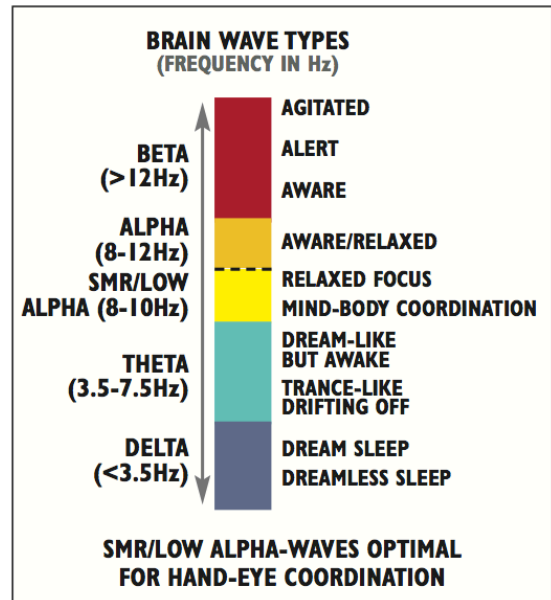 BRAIN WAVE TYPES
(FREQUENCY IN Hz)
BETA
(>12Hz)
AGITATED
ALERT
AWARE
ALPHA
(8-12Hz)
AWARE/RELAXED
SMR/LOW
ALPHA (8-10Hz)
RELAXED FOCUS
MIND-BODY COORDINATION
THETA
(3.5-7.5Hz)
DREAM-LIKE
BUT AWAKE
TRANCE-LIKE
DRIFTING OFF
DELTA
(<3.5Hz)
DREAM SLEEP
DREAMLESS SLEEP
SMR/LOW ALPHA-WAVES OPTIMAL
FOR HAND-EYE COORDINATION